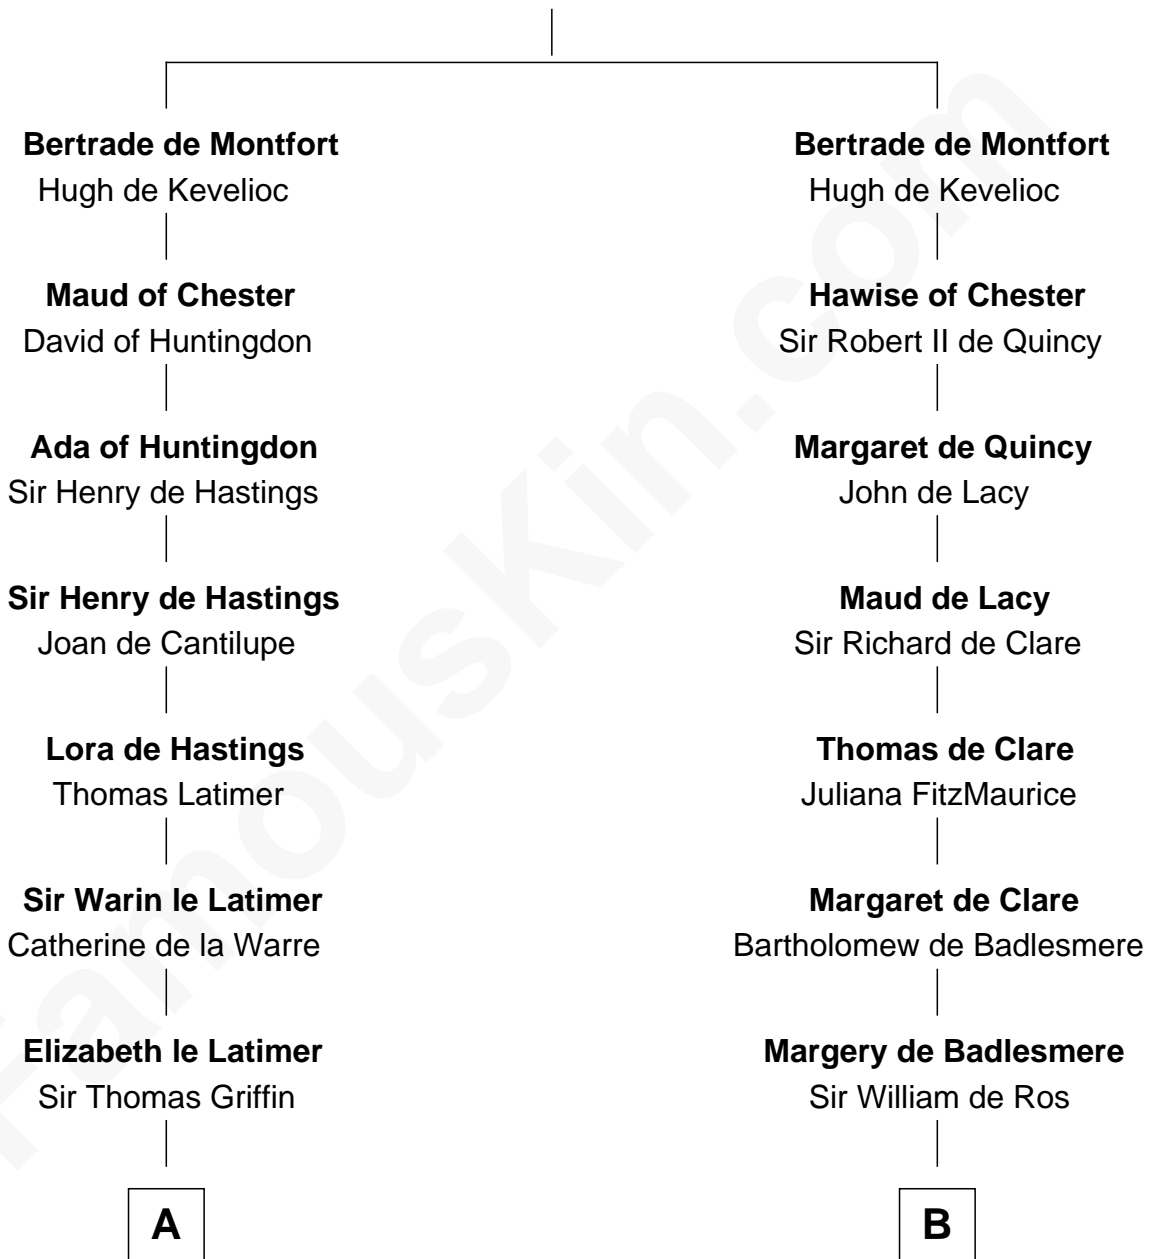 Bertrade de Montfort
Hugh de Kevelioc
Maud of Chester
David of Huntingdon
Ada of Huntingdon
Sir Henry de Hastings
Sir Henry de Hastings
Joan de Cantilupe
Lora de Hastings
Thomas Latimer
Sir Warin le Latimer
Catherine de la Warre
Elizabeth le Latimer
Sir Thomas Griffin
A
Bertrade de Montfort
Hugh de Kevelioc
Hawise of Chester
Sir Robert II de Quincy
Margaret de Quincy
John de Lacy
Maud de Lacy
Sir Richard de Clare
Thomas de Clare
Juliana FitzMaurice
Margaret de Clare
Bartholomew de Badlesmere
Margery de Badlesmere
Sir William de Ros
B
FamousKin.com